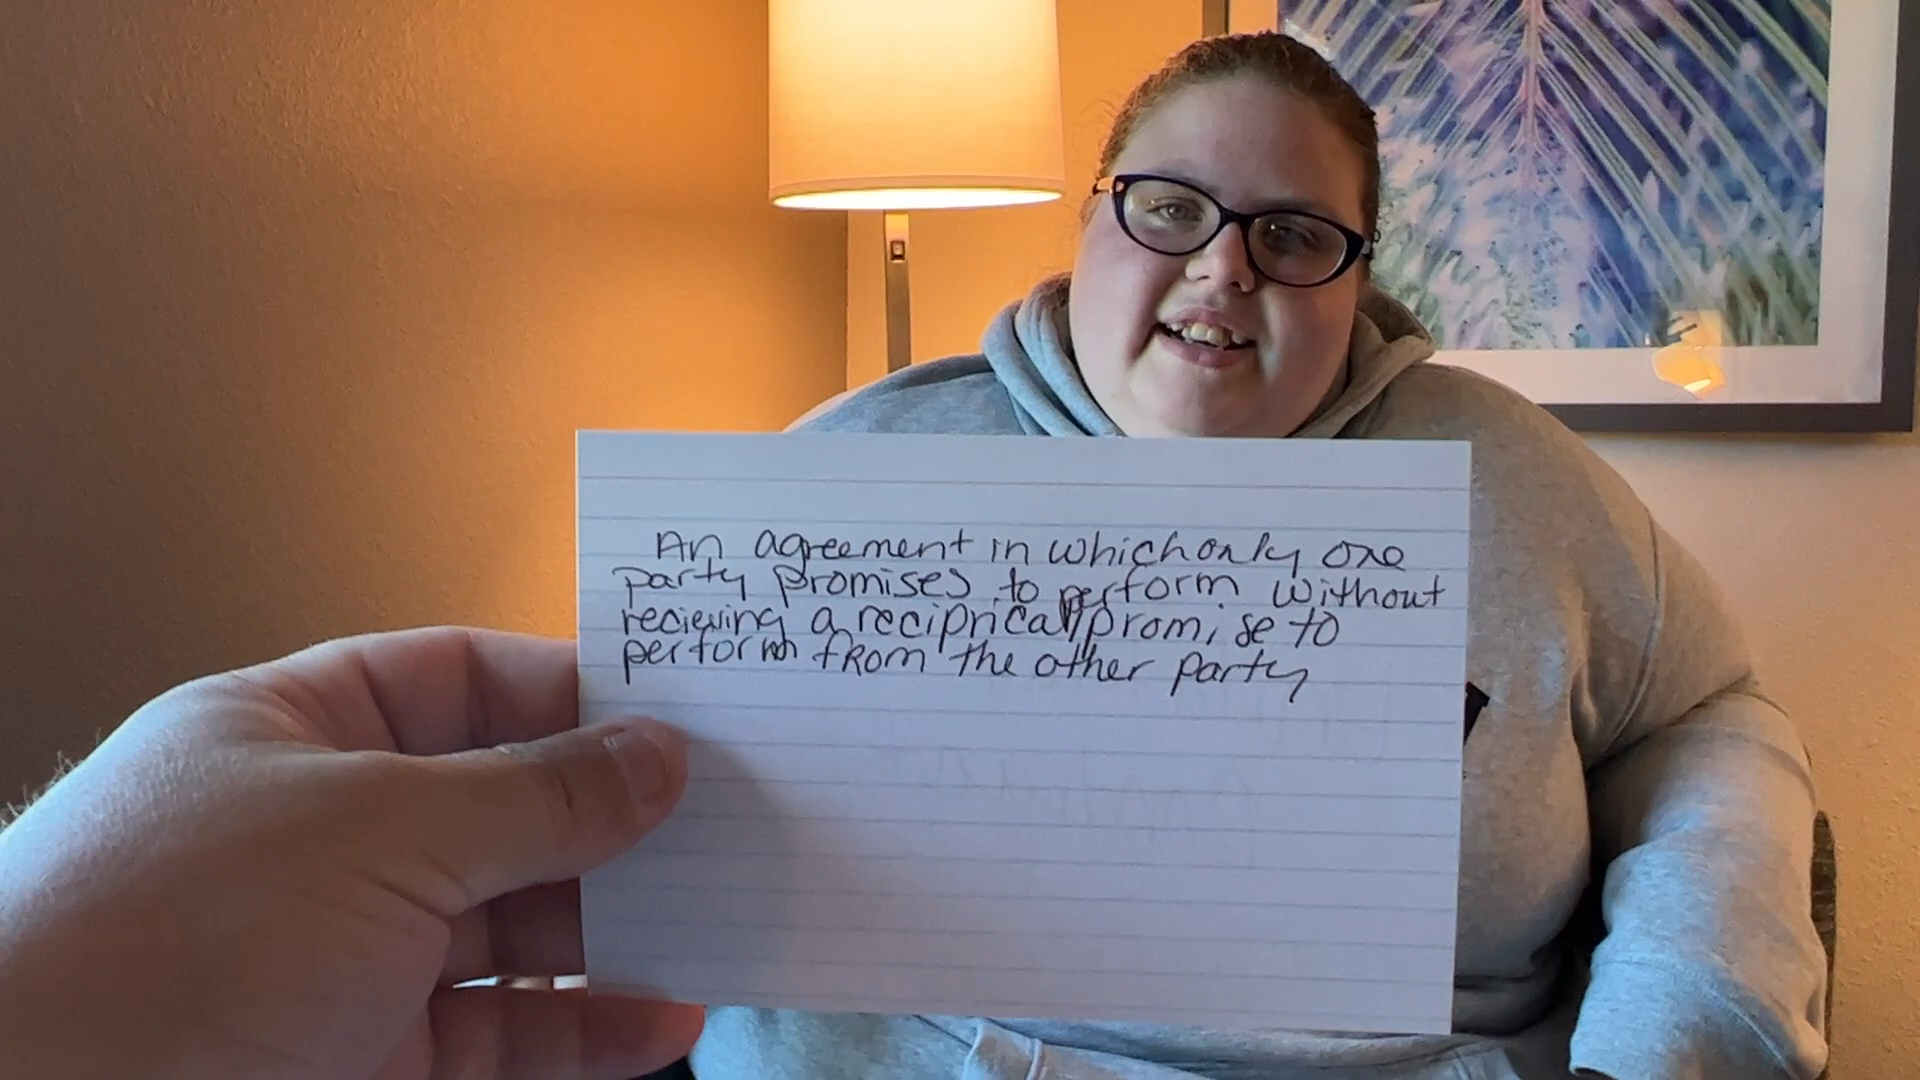 An agreement in which only one
party promises to perform without
recieving a reciprical promise to
perform from the other party